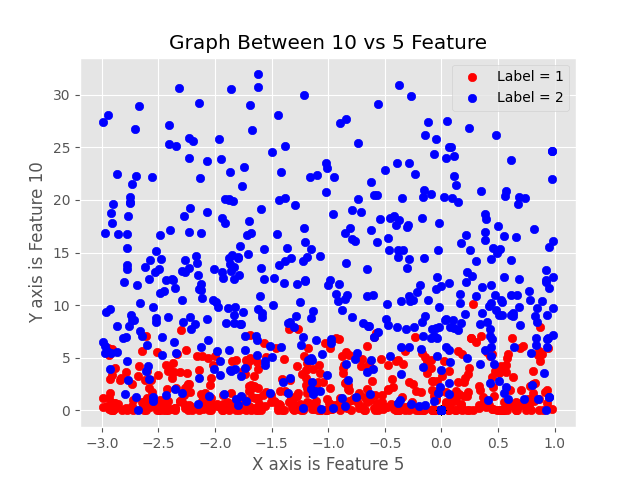 Graph Between 10 vs 5 Feature
Label = 1
Label = 2
30
25
20
15
10
5
0
Y axis is Feature 10
−3.0 −2.5 −2.0 −1.5 −1.0 −0.5 0.0 0.5 1.0
X axis is Feature 5